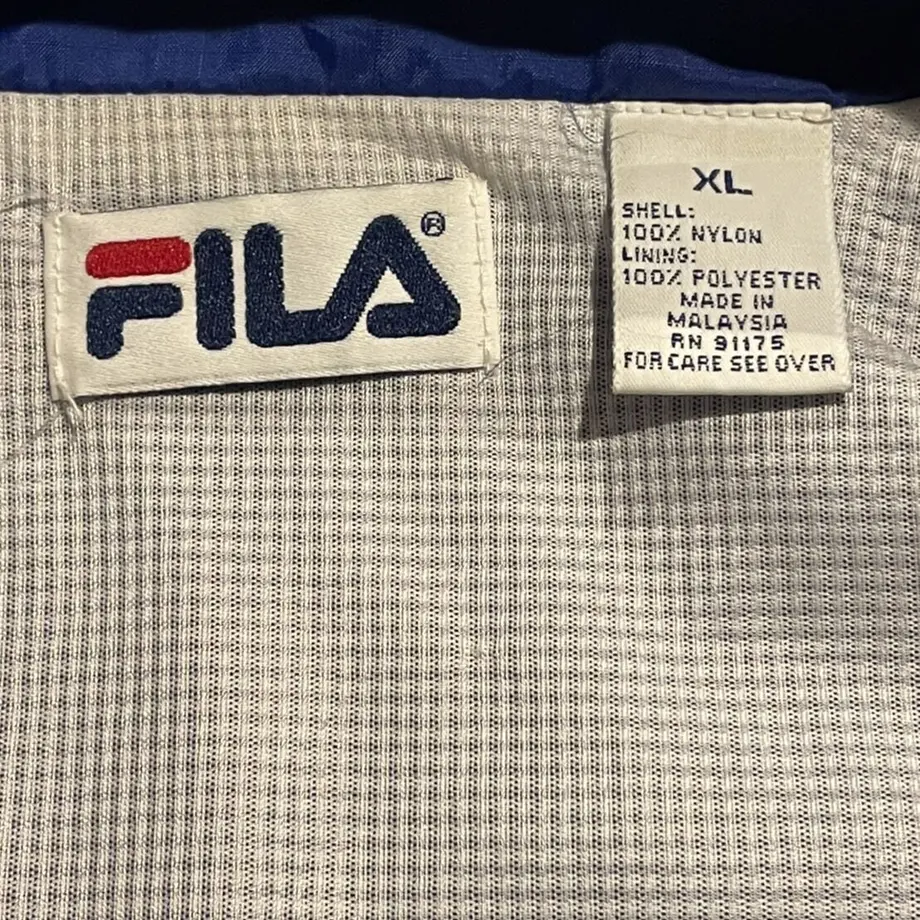 FILA®
XL
SHELL:
100% NYLON
LINING:
100% POLYESTER
MADE IN
MALAYSIA
RN 91175
FOR CARE SEE OVER